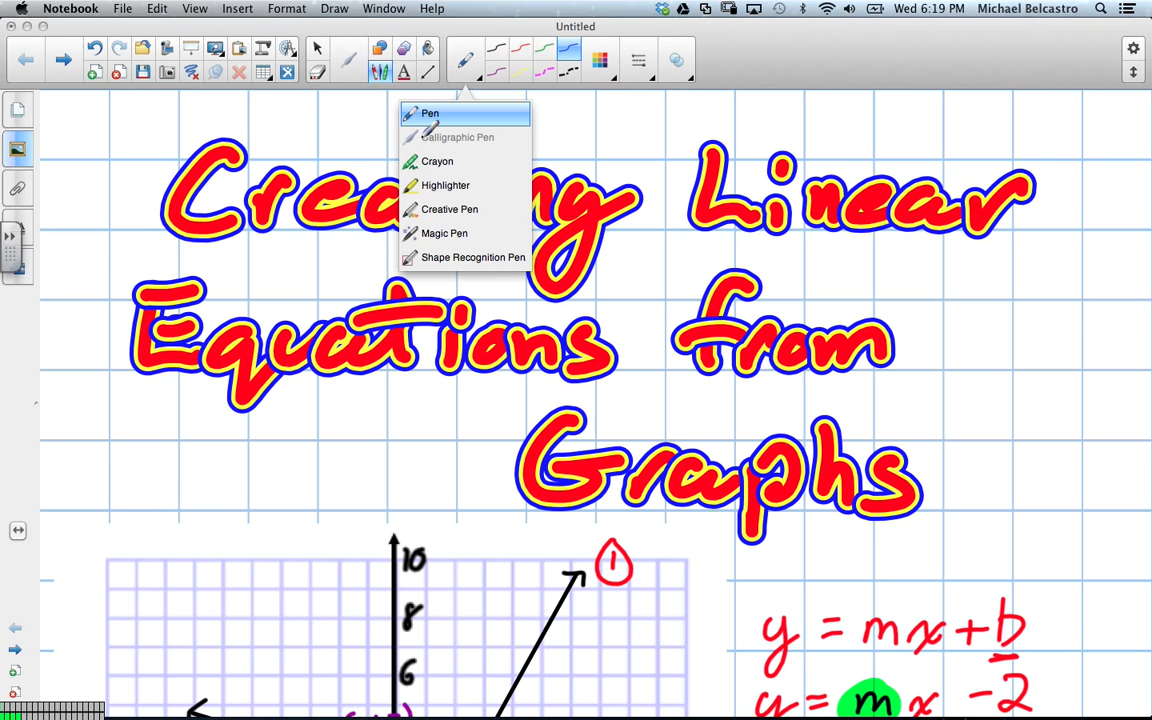 Notebook File Edit View Insert Format Draw Window Help Wed 6:19 PM Michael Belcastro
Untitled
Pen
Calligraphic Pen
Crayon
Highlighter
Creative Pen
Magic Pen
Shape Recognition Pen
Creating Linear
Equations from
Graphs
10
8
6
1
y = mx + b
y = mx - 2